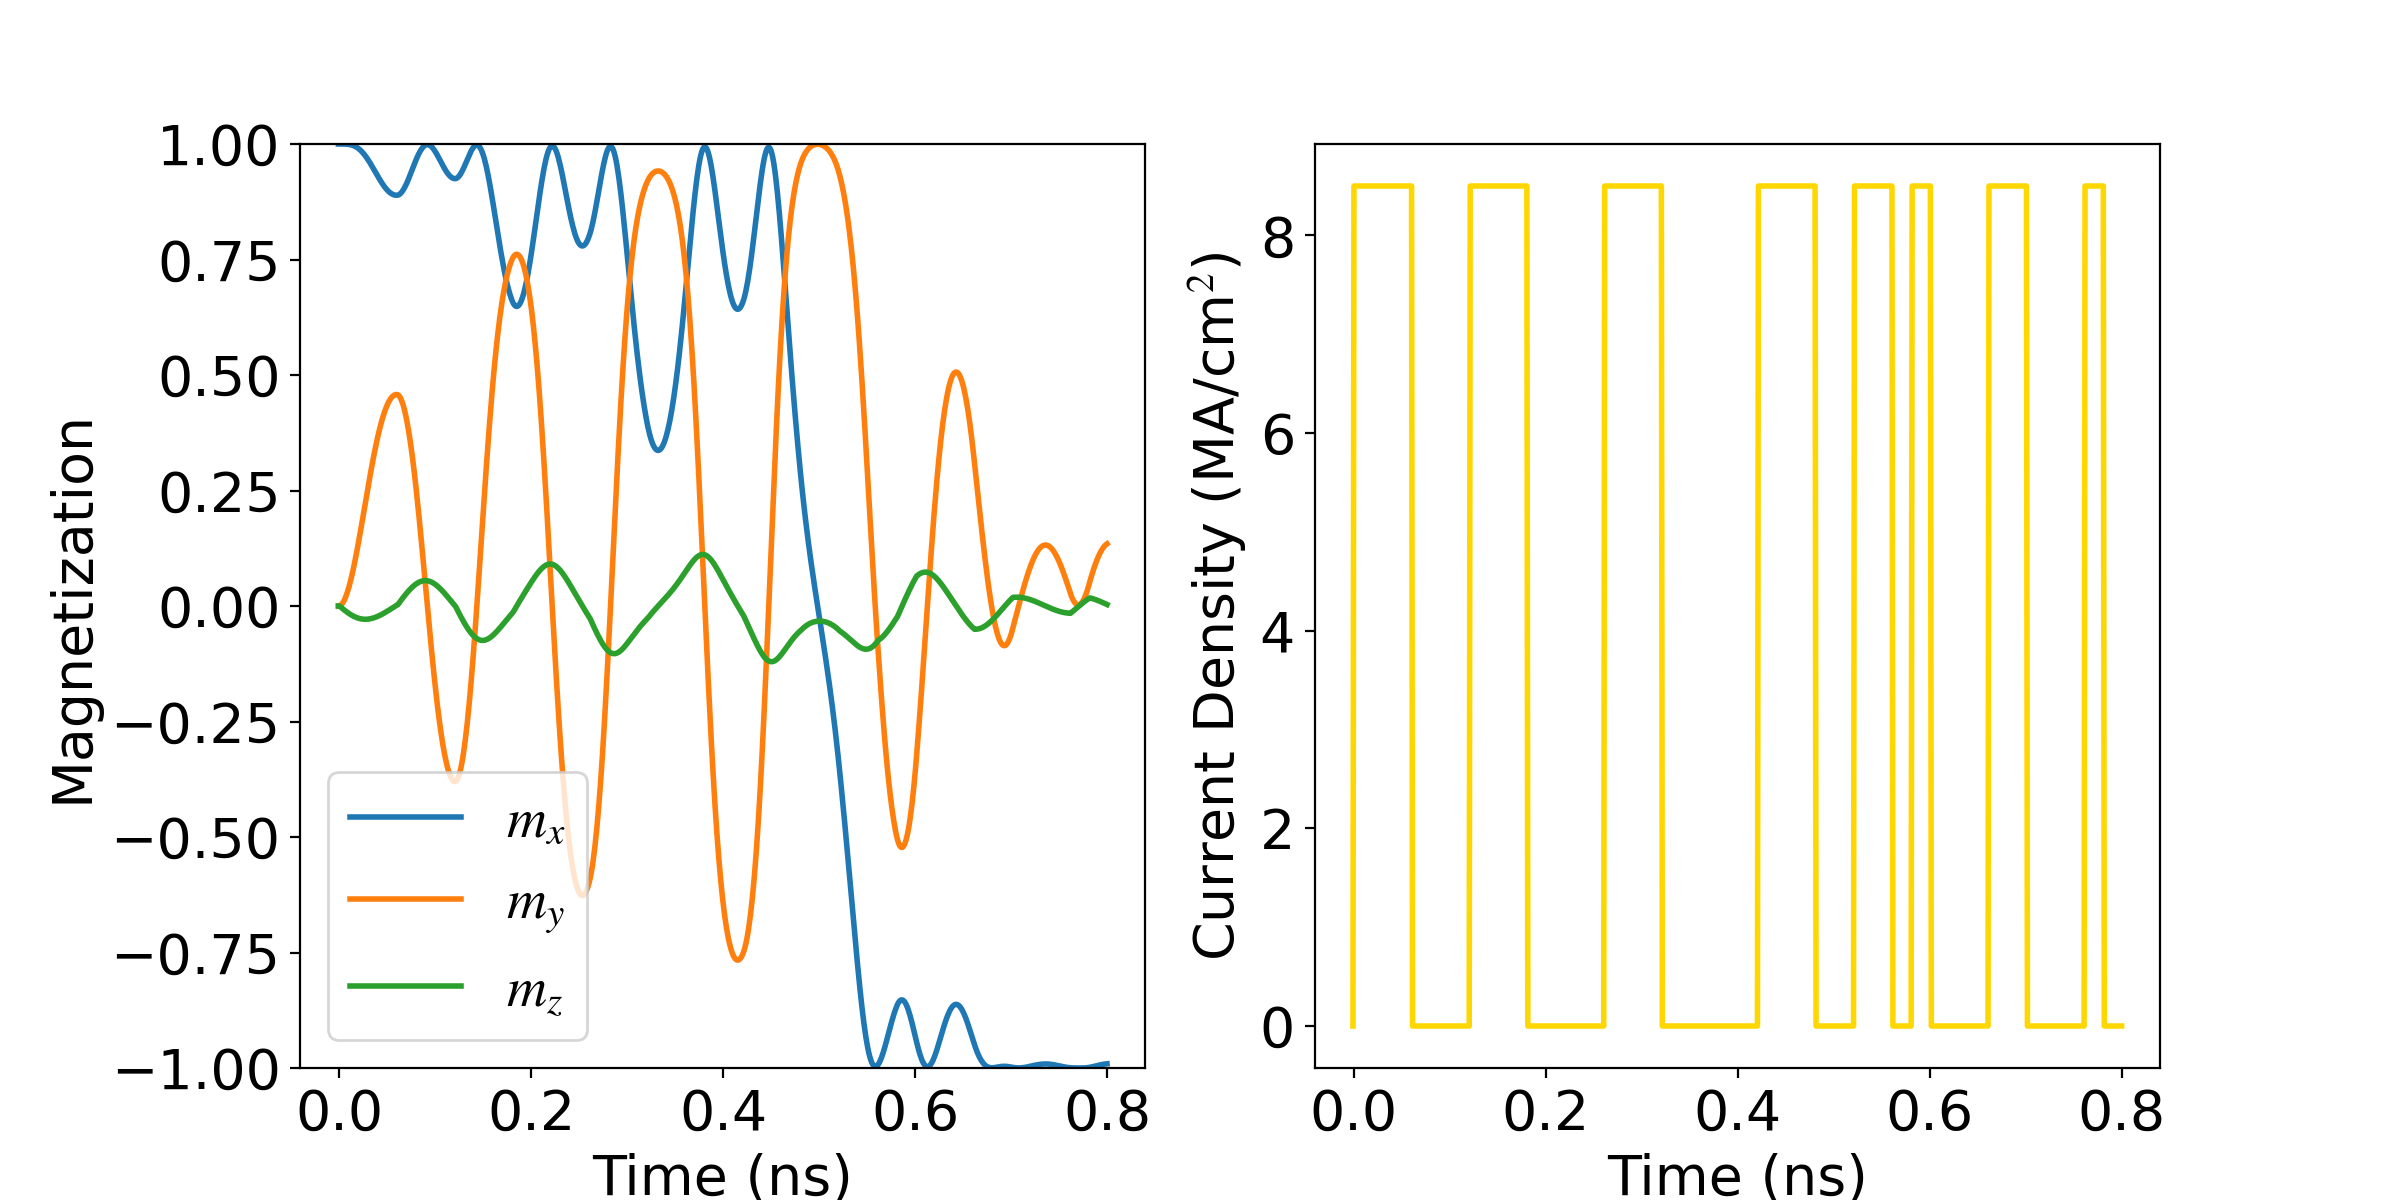 Magnetization
1.00
0.75
0.50
0.25
0.00
−0.25
−0.50
−0.75
−1.00
m_x
m_y
m_z
0.0 0.2 0.4 0.6 0.8
Time (ns)
Current Density (MA/cm²)
8
6
4
2
0
0.0 0.2 0.4 0.6 0.8
Time (ns)